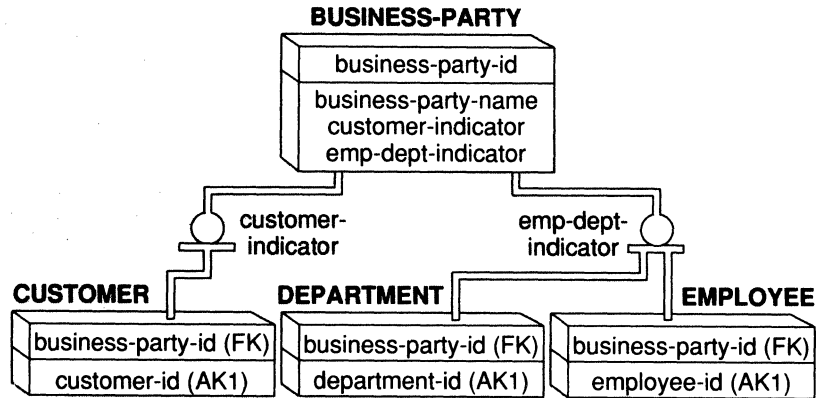 BUSINESS-PARTY
business-party-id
business-party-name
customer-indicator
emp-dept-indicator
customer-
indicator
emp-dept-
indicator
CUSTOMER
business-party-id (FK)
customer-id (AK1)
DEPARTMENT
business-party-id (FK)
department-id (AK1)
EMPLOYEE
business-party-id (FK)
employee-id (AK1)